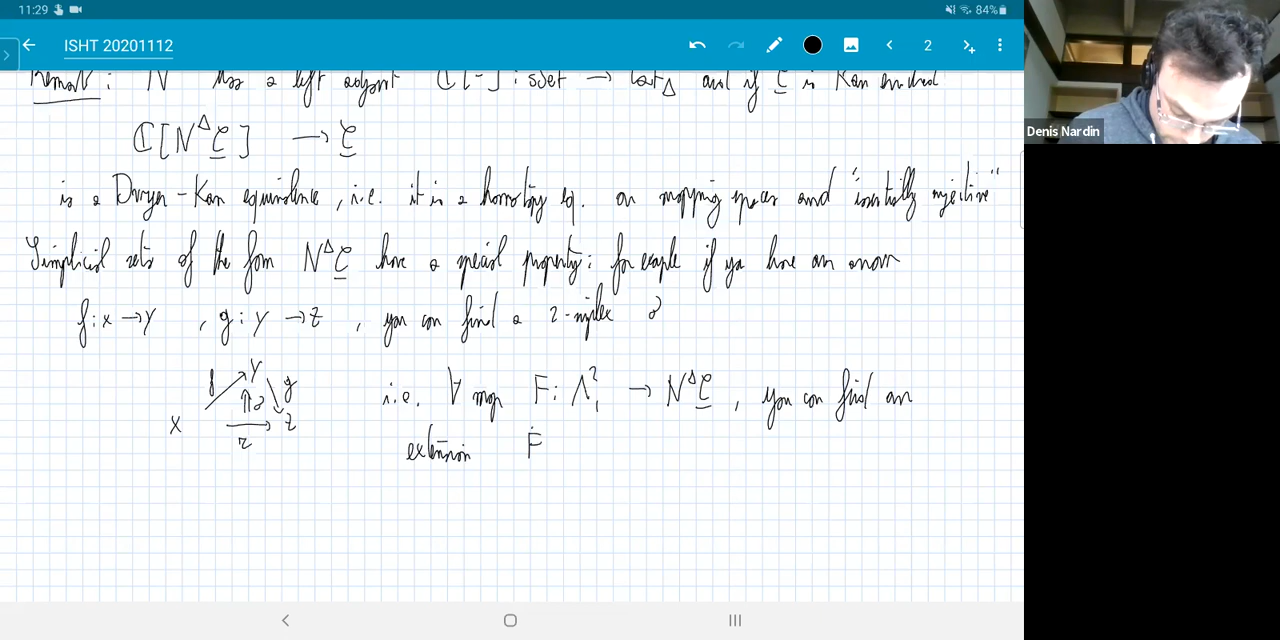 11:29 84%
ISHT 20201112 2
Remark: N has a left adjoint ℂ[-]: sSet → Cat_Δ and if C is Kan enriched
ℂ[N^Δ C] → C
is a Dwyer-Kan equivalence, i.e. it is a homotopy eq. on mapping spaces and "essentially surjective"
Simplicial sets of the form N^Δ C have a special property: for example if you have an arrow
f: x → y, g: y → z, you can find a 2-simplex
x f y g z
i.e. ∀ map F: Λ^2_1 → N^Δ C, you can find an
extension F
Denis Nardin